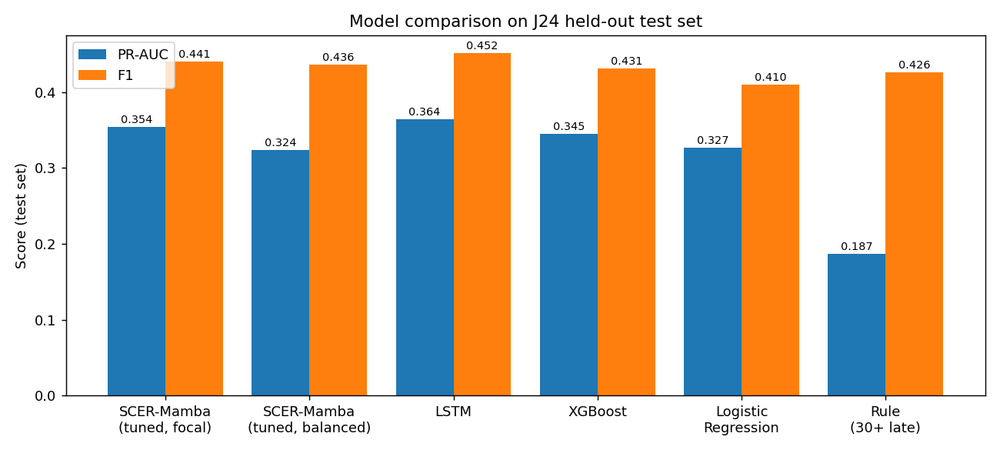 Model comparison on J24 held-out test set
PR-AUC
F1
Score (test set)
0.4
0.3
0.2
0.1
0.0
0.354
0.441
0.324
0.436
0.364
0.452
0.345
0.431
0.327
0.410
0.187
0.426
SCER-Mamba
(tuned, focal)
SCER-Mamba
(tuned, balanced)
LSTM
XGBoost
Logistic
Regression
Rule
(30+ late)